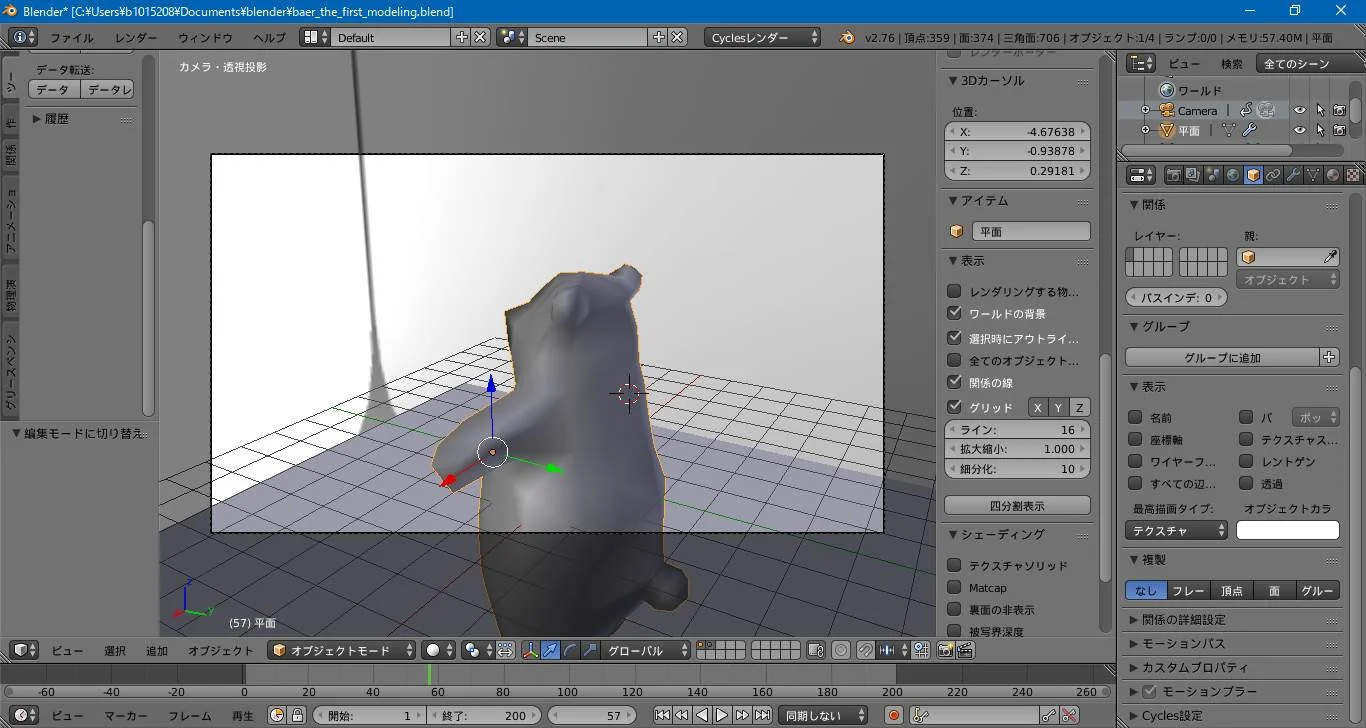 Blender* [C:¥Users¥b1015208¥Documents¥blender¥baer_the_first_modeling.blend]
ファイル レンダー ウィンドウ ヘルプ Default Scene Cyclesレンダー v2.76 | 頂点:359 | 面:374 | 三角面:706 | オブジェクト:1/4 | ランプ:0/0 | メモリ:57.40M | 平面
データ転送:
データ データレ
▶ 履歴
作
関係
アニメーショ
物理演
グリースペンシ
▼ 編集モードに切り替え
カメラ・透視投影
(57) 平面
レンダーボーダー
▼ 3Dカーソル
位置:
X: -4.67638
Y: -0.93878
Z: 0.29181
▼ アイテム
平面
▼ 表示
レンダリングする物...
ワールドの背景
選択時にアウトライ...
全てのオブジェクト...
関係の線
グリッド X Y Z
ライン: 16
拡大縮小: 1.000
細分化: 10
四分割表示
▼ シェーディング
テクスチャソリッド
Matcap
裏面の非表示
被写界深度
ビュー 検索 全てのシーン
ワールド
Camera
平面
▼ 関係
レイヤー: 親:
オブジェクト
パスインデ: 0
▼ グループ
グループに追加
▼ 表示
名前 バ ボッ
座標軸 テクスチャス...
ワイヤーフ... レントゲン
すべての辺... 透過
最高描画タイプ: オブジェクトカラ
テクスチャ
▼ 複製
なし フレー 頂点 面 グルー
▶ 関係の詳細設定
▶ モーションパス
▶ カスタムプロパティ
▶ モーションブラー
▶ Cycles設定
z
y
ビュー 選択 追加 オブジェクト オブジェクトモード グローバル
-60 -40 -20 0 20 40 60 80 100 120 140 160 180 200 220 240 260
ビュー マーカー フレーム 再生 開始: 1 終了: 200 57 同期しない